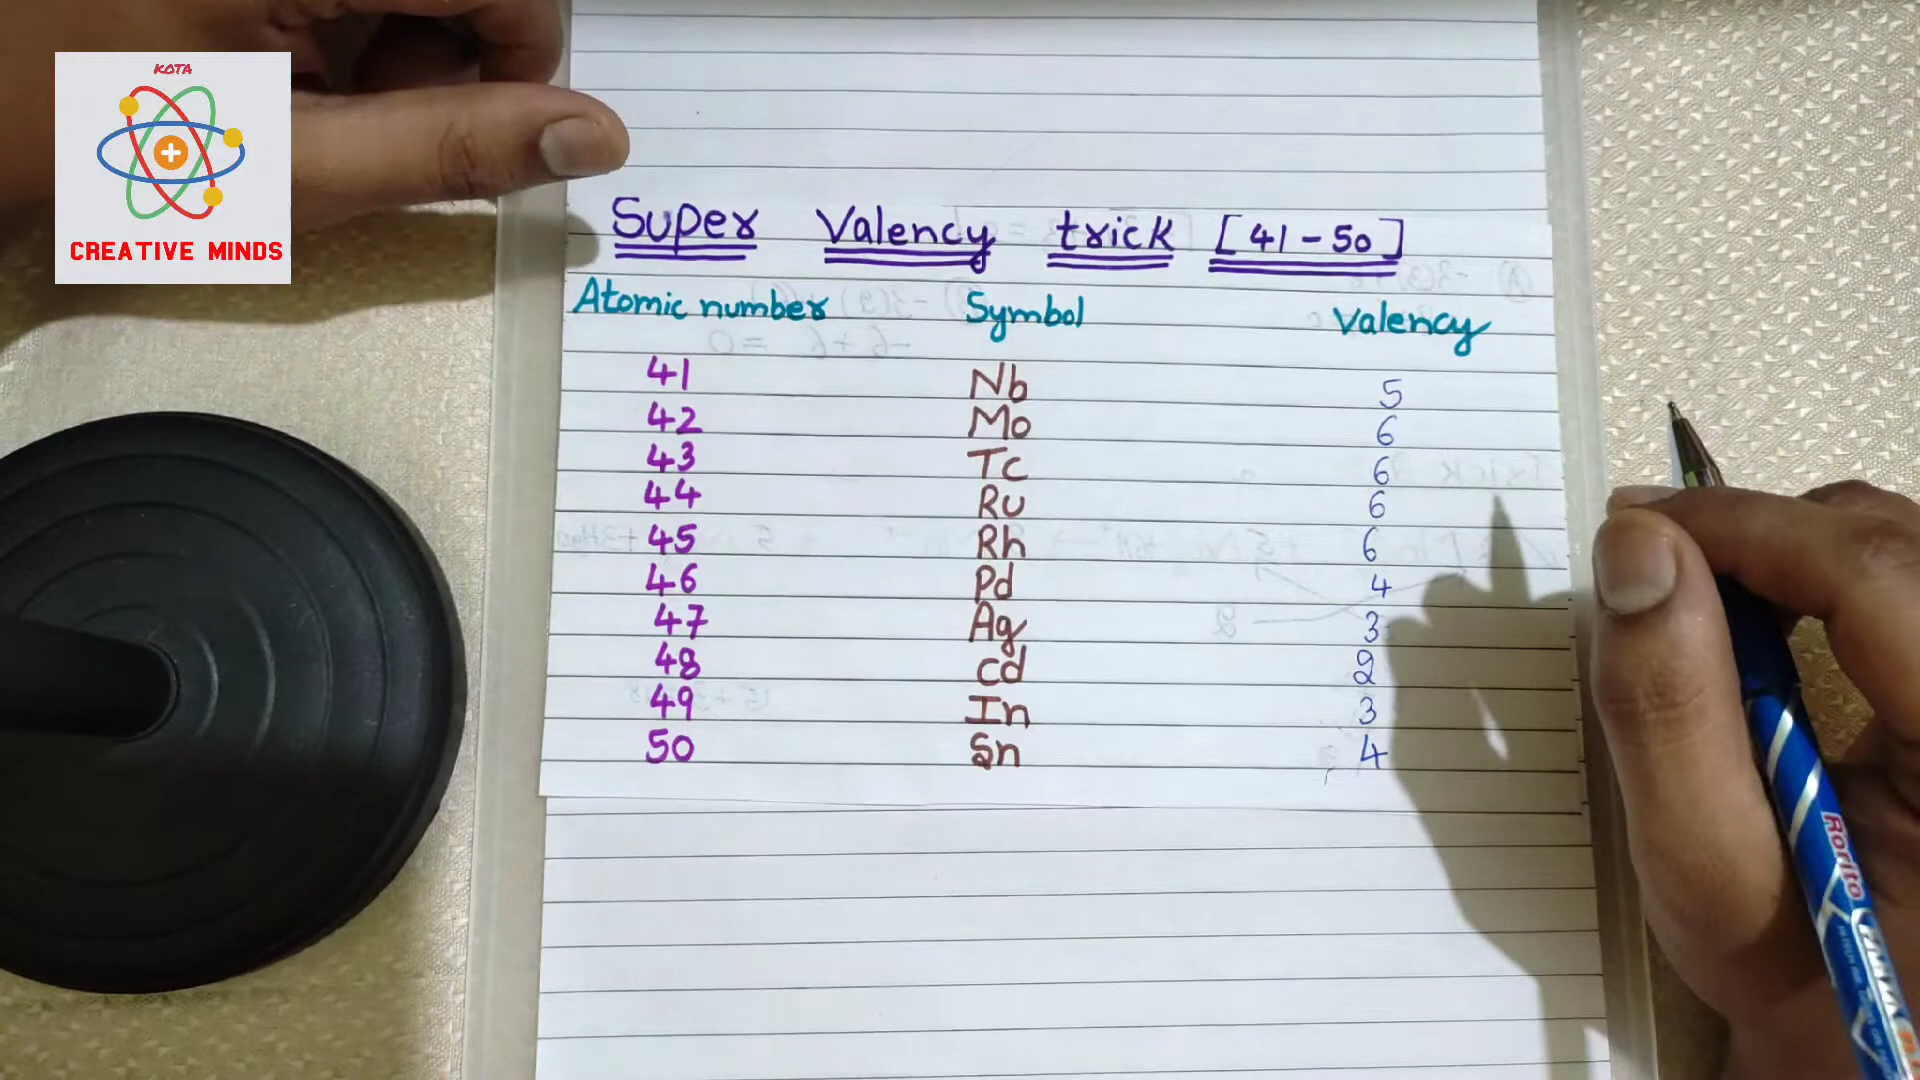 KOTA
CREATIVE MINDS
Super Valency trick [41-50]
Atomic number Symbol Valency
41 Nb 5
42 Mo 6
43 Tc 6
44 Ru 6
45 Rh 6
46 Pd 4
47 Ag 3
48 Cd 2
49 In 3
50 Sn 4
Rorito